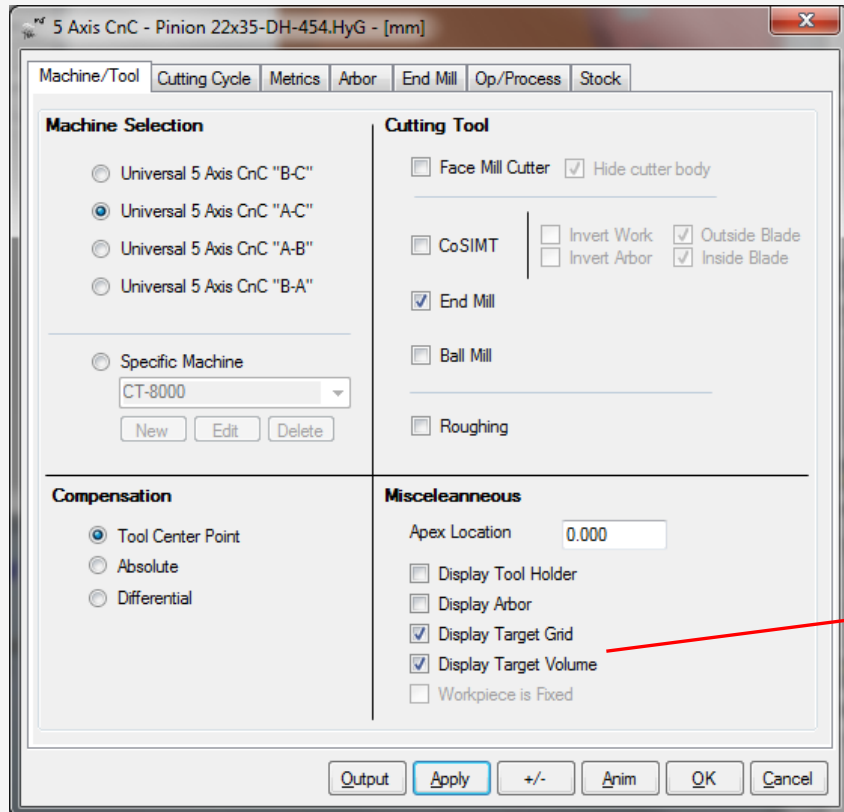 5 Axis CnC - Pinion 22x35-DH-454.HyG - [mm]
Machine/Tool Cutting Cycle Metrics Arbor End Mill Op/Process Stock
Machine Selection
Universal 5 Axis CnC "B-C"
Universal 5 Axis CnC "A-C"
Universal 5 Axis CnC "A-B"
Universal 5 Axis CnC "B-A"
Specific Machine
CT-8000
New Edit Delete
Cutting Tool
Face Mill Cutter Hide cutter body
CoSIMT
Invert Work Outside Blade
Invert Arbor Inside Blade
End Mill
Ball Mill
Roughing
Compensation
Tool Center Point
Absolute
Differential
Misceleanneous
Apex Location 0.000
Display Tool Holder
Display Arbor
Display Target Grid
Display Target Volume
Workpiece is Fixed
Output Apply +/- Anim OK Cancel